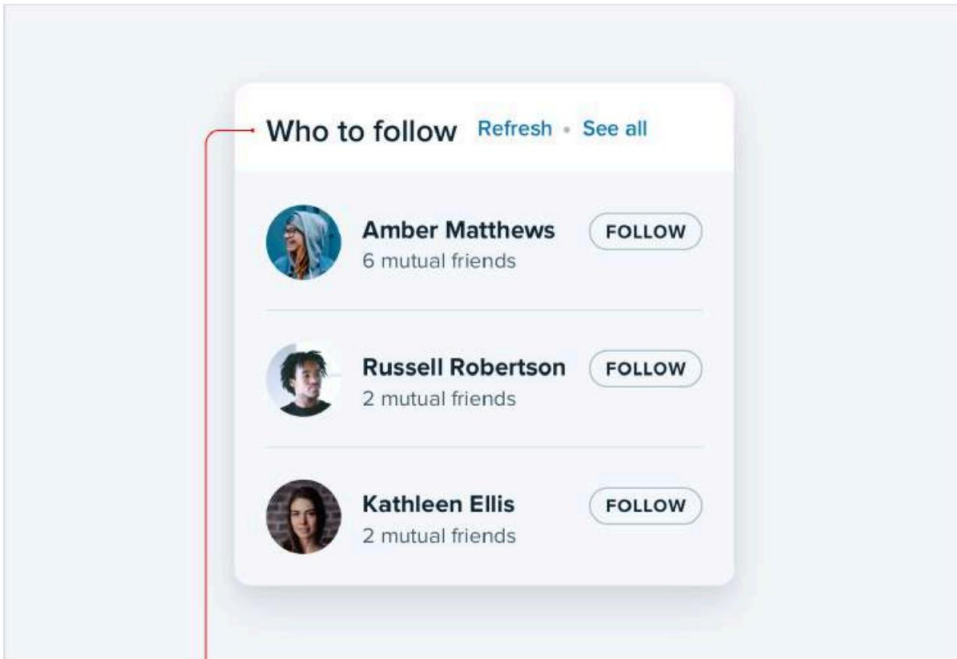 Who to follow Refresh • See all
Amber Matthews FOLLOW
6 mutual friends
Russell Robertson FOLLOW
2 mutual friends
Kathleen Ellis FOLLOW
2 mutual friends